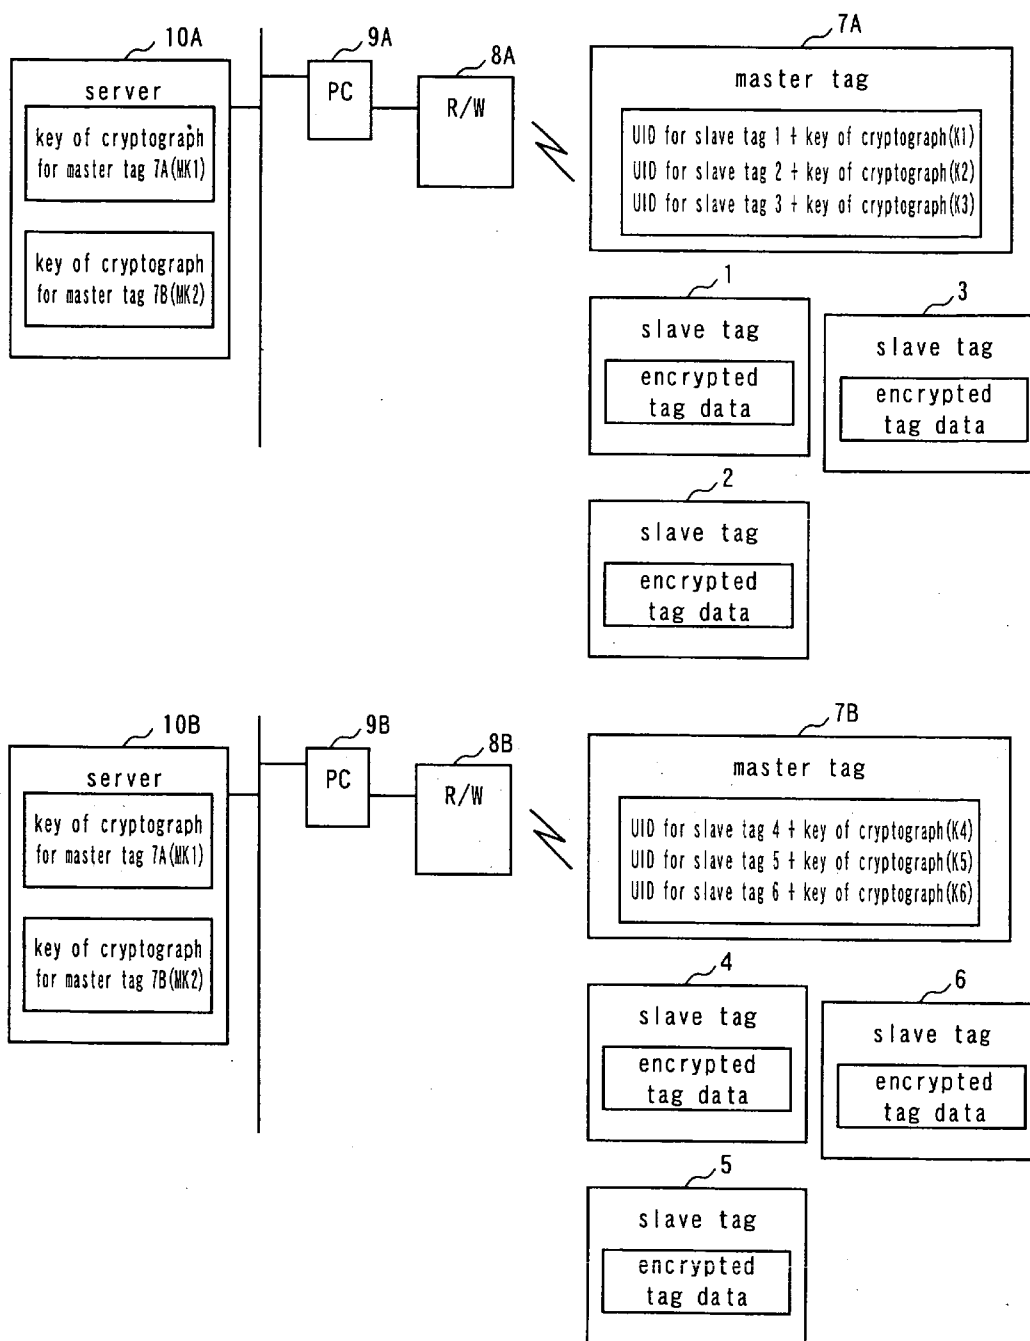 10A
server
key of cryptograph
for master tag 7A(MK1)
key of cryptograph
for master tag 7B(MK2)
9A
PC
8A
R/W
7A
master tag
UID for slave tag 1 + key of cryptograph(K1)
UID for slave tag 2 + key of cryptograph(K2)
UID for slave tag 3 + key of cryptograph(K3)
1
slave tag
encrypted
tag data
3
slave tag
encrypted
tag data
2
slave tag
encrypted
tag data
10B
server
key of cryptograph
for master tag 7A(MK1)
key of cryptograph
for master tag 7B(MK2)
9B
PC
8B
R/W
7B
master tag
UID for slave tag 4 + key of cryptograph(K4)
UID for slave tag 5 + key of cryptograph(K5)
UID for slave tag 6 + key of cryptograph(K6)
4
slave tag
encrypted
tag data
6
slave tag
encrypted
tag data
5
slave tag
encrypted
tag data